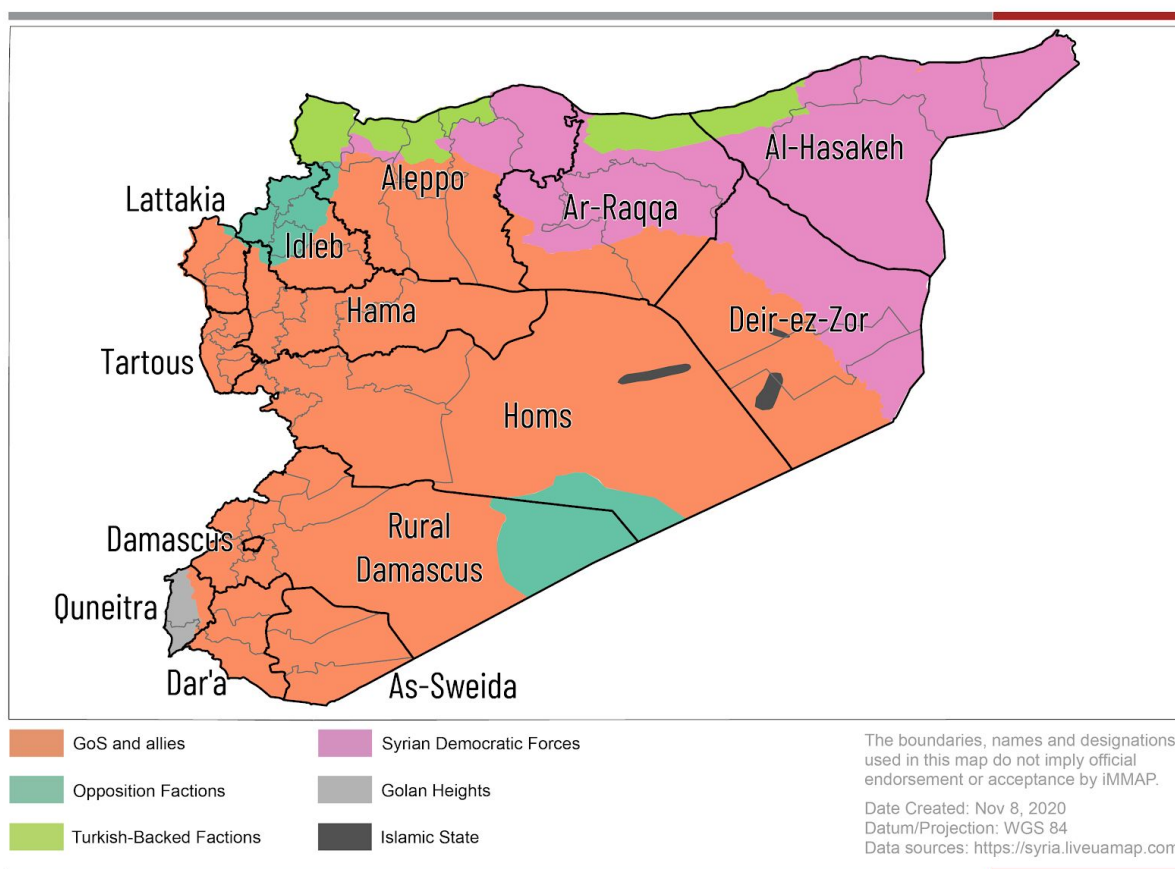 Al-Hasakeh
Aleppo
Lattakia
Ar-Raqqa
Idleb
Hama
Deir-ez-Zor
Tartous
Homs
Rural
Damascus
Damascus
Quneitra
Dar'a
As-Sweida
GoS and allies
Syrian Democratic Forces
Opposition Factions
Golan Heights
Turkish-Backed Factions
Islamic State
The boundaries, names and designations
used in this map do not imply official
endorsement or acceptance by iMMAP.
Date Created: Nov 8, 2020
Datum/Projection: WGS 84
Data sources: https://syria.liveuamap.com